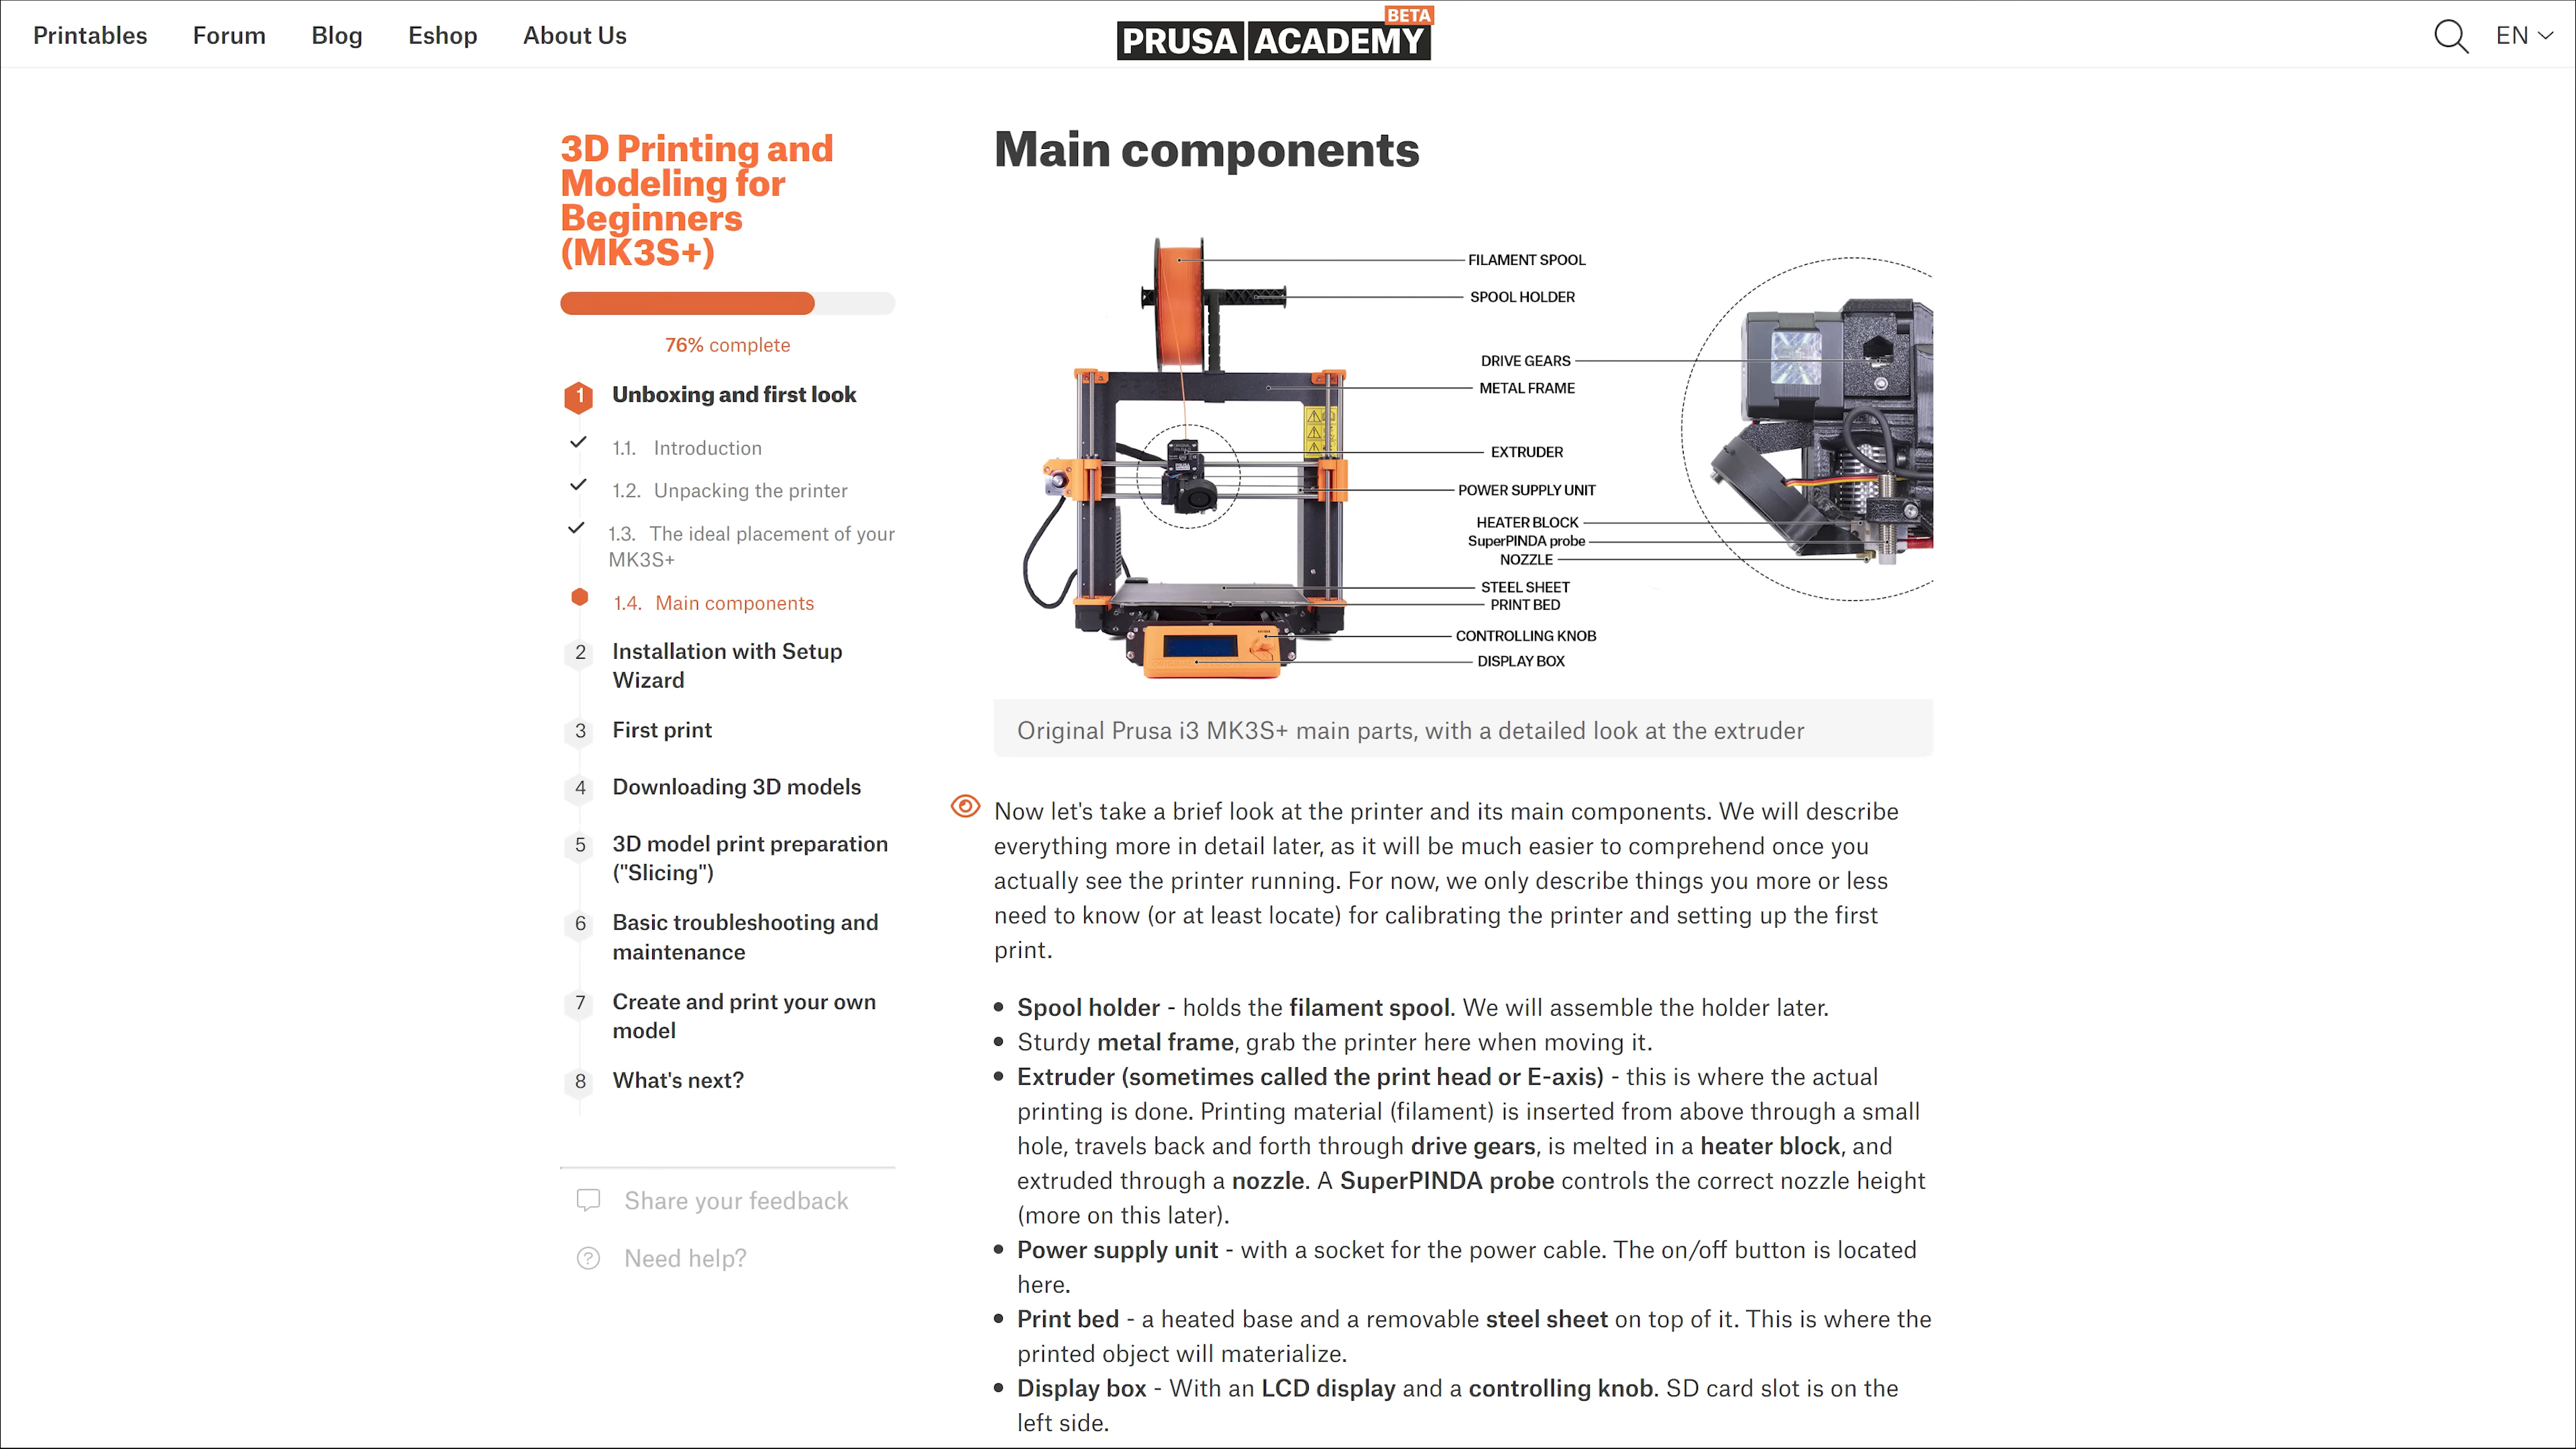 Printables Forum Blog Eshop About Us
PRUSA ACADEMY BETA
EN
3D Printing and
Modeling for
Beginners
(MK3S+)
76% complete
1 Unboxing and first look
1.1. Introduction
1.2. Unpacking the printer
1.3. The ideal placement of your
MK3S+
1.4. Main components
2 Installation with Setup
Wizard
3 First print
4 Downloading 3D models
5 3D model print preparation
("Slicing")
6 Basic troubleshooting and
maintenance
7 Create and print your own
model
8 What's next?
Share your feedback
Need help?
Main components
FILAMENT SPOOL
SPOOL HOLDER
DRIVE GEARS
METAL FRAME
EXTRUDER
POWER SUPPLY UNIT
HEATER BLOCK
SuperPINDA probe
NOZZLE
STEEL SHEET
PRINT BED
CONTROLLING KNOB
DISPLAY BOX
Original Prusa i3 MK3S+ main parts, with a detailed look at the extruder
Now let's take a brief look at the printer and its main components. We will describe
everything more in detail later, as it will be much easier to comprehend once you
actually see the printer running. For now, we only describe things you more or less
need to know (or at least locate) for calibrating the printer and setting up the first
print.
• Spool holder - holds the filament spool. We will assemble the holder later.
• Sturdy metal frame, grab the printer here when moving it.
• Extruder (sometimes called the print head or E-axis) - this is where the actual
printing is done. Printing material (filament) is inserted from above through a small
hole, travels back and forth through drive gears, is melted in a heater block, and
extruded through a nozzle. A SuperPINDA probe controls the correct nozzle height
(more on this later).
• Power supply unit - with a socket for the power cable. The on/off button is located
here.
• Print bed - a heated base and a removable steel sheet on top of it. This is where the
printed object will materialize.
• Display box - With an LCD display and a controlling knob. SD card slot is on the
left side.